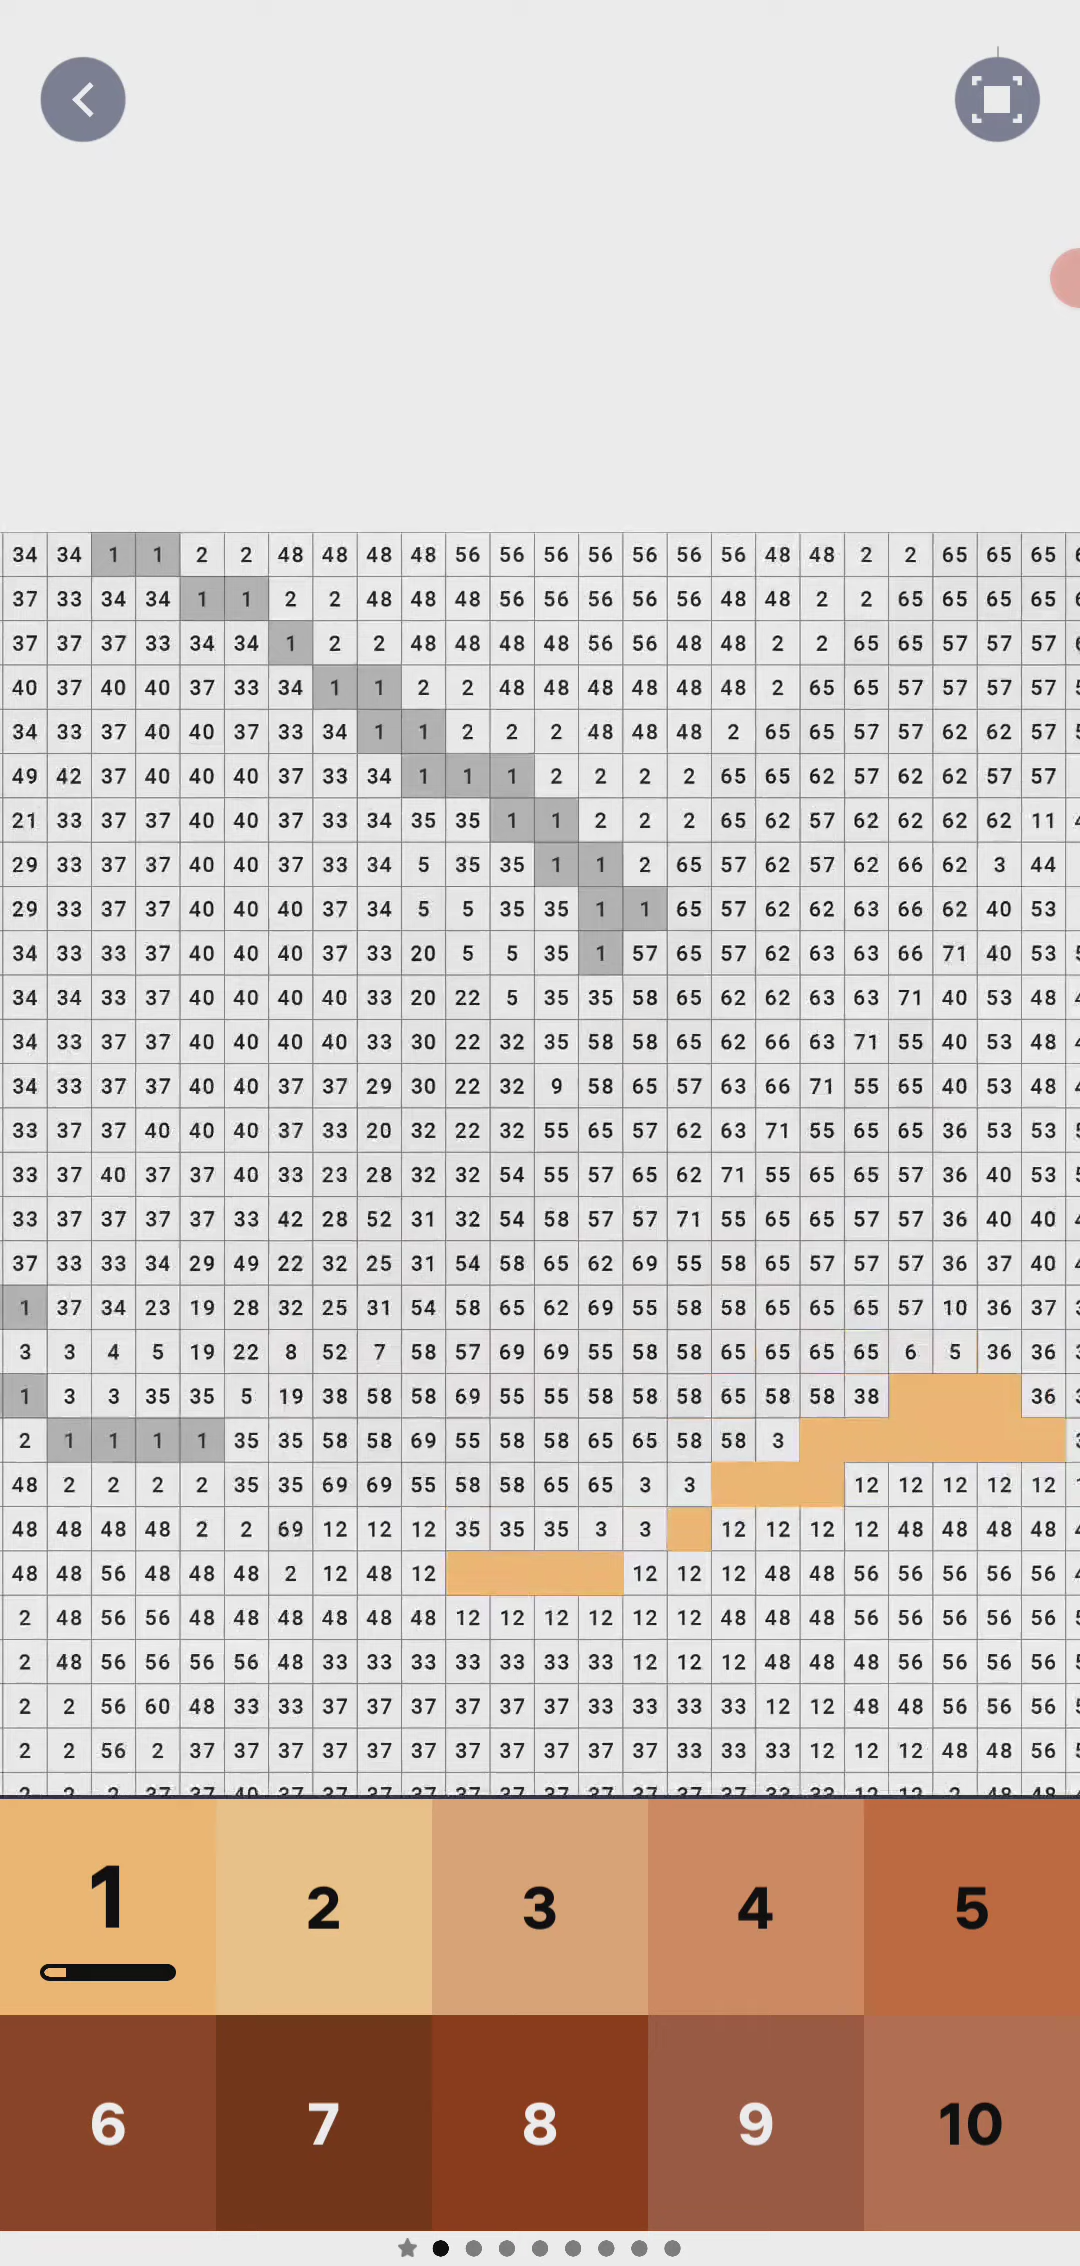 34 34 1 1 2 2 48 48 48 48 56 56 56 56 56 56 56 48 48 2 2 65 65 65
37 33 34 34 1 1 2 2 48 48 48 56 56 56 56 56 48 48 2 2 65 65 65 65
37 37 37 33 34 34 1 2 2 48 48 48 48 56 56 48 48 2 2 65 65 57 57 57
40 37 40 40 37 33 34 1 1 2 2 48 48 48 48 48 48 2 65 65 57 57 57 57
34 33 37 40 40 37 33 34 1 1 2 2 2 48 48 48 2 65 65 57 57 62 62 57
49 42 37 40 40 40 37 33 34 1 1 1 2 2 2 2 65 65 62 57 62 62 57 57
21 33 37 37 40 40 37 33 34 35 35 1 1 2 2 2 65 62 57 62 62 62 62 11
29 33 37 37 40 40 37 33 34 5 35 35 1 1 2 65 57 62 57 62 66 62 3 44
29 33 37 37 40 40 40 37 34 5 5 35 35 1 1 65 57 62 62 63 66 62 40 53
34 33 33 37 40 40 40 37 33 20 5 5 35 1 57 65 57 62 63 63 66 71 40 53
34 34 33 37 40 40 40 40 33 20 22 5 35 35 58 65 62 62 63 63 71 40 53 48
34 33 37 37 40 40 40 40 33 30 22 32 35 58 58 65 62 66 63 71 55 40 53 48
34 33 37 37 40 40 37 37 29 30 22 32 9 58 65 57 63 66 71 55 65 40 53 48
33 37 37 40 40 40 37 33 20 32 22 32 55 65 57 62 63 71 55 65 65 36 53 53
33 37 40 37 37 40 33 23 28 32 32 54 55 57 65 62 71 55 65 65 57 36 40 53
33 37 37 37 37 33 42 28 52 31 32 54 58 57 57 71 55 65 65 57 57 36 40 40
37 33 33 34 29 49 22 32 25 31 54 58 65 62 69 55 58 65 57 57 57 36 37 40
1 37 34 23 19 28 32 25 31 54 58 65 62 69 55 58 58 65 65 65 57 10 36 37
3 3 4 5 19 22 8 52 7 58 57 69 69 55 58 58 65 65 65 65 6 5 36 36
1 3 3 35 35 5 19 38 58 58 69 55 55 58 58 58 65 58 58 38 36
2 1 1 1 1 35 35 58 58 69 55 58 58 65 65 58 58 3
48 2 2 2 2 35 35 69 69 55 58 58 65 65 3 3 12 12 12 12 12
48 48 48 48 2 2 69 12 12 12 35 35 35 3 3 12 12 12 12 48 48 48 48
48 48 56 48 48 48 2 12 48 12 12 12 12 48 48 56 56 56 56 56
2 48 56 56 48 48 48 48 48 48 12 12 12 12 12 12 48 48 48 56 56 56 56 56
2 48 56 56 56 56 48 33 33 33 33 33 33 33 12 12 12 48 48 48 56 56 56 56
2 2 56 60 48 33 33 37 37 37 37 37 37 33 33 33 33 12 12 48 48 56 56 56
2 2 56 2 37 37 37 37 37 37 37 37 37 37 37 33 33 33 12 12 12 48 48 56
1 2 3 4 5
6 7 8 9 10